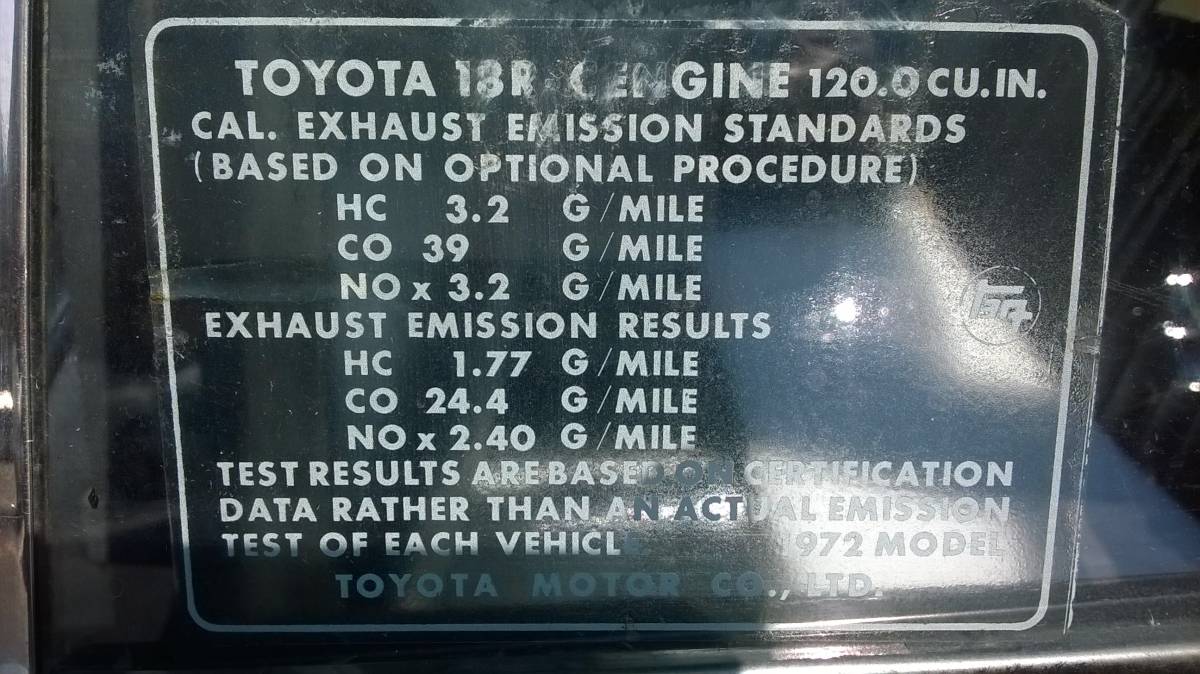 TOYOTA 18R-C ENGINE 120.0 CU.IN.
CAL. EXHAUST EMISSION STANDARDS
(BASED ON OPTIONAL PROCEDURE)
HC 3.2 G/MILE
CO 39 G/MILE
NOx 3.2 G/MILE
EXHAUST EMISSION RESULTS
HC 1.77 G/MILE
CO 24.4 G/MILE
NOx 2.40 G/MILE
TEST RESULTS ARE BASED ON CERTIFICATION
DATA RATHER THAN AN ACTUAL EMISSION
TEST OF EACH VEHICLE 1972 MODEL
TOYOTA MOTOR CO., LTD.